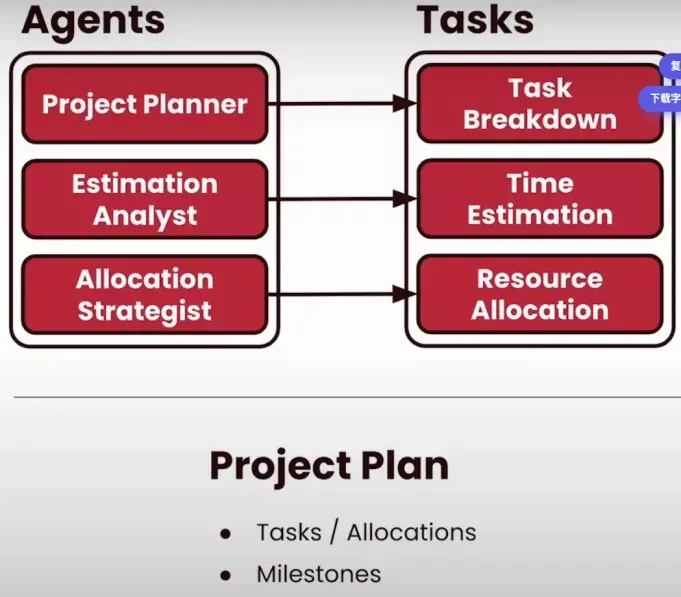 Agents
Tasks
Project Planner
Task
Breakdown
复
下载字
Estimation
Analyst
Time
Estimation
Allocation
Strategist
Resource
Allocation
Project Plan
● Tasks / Allocations
● Milestones